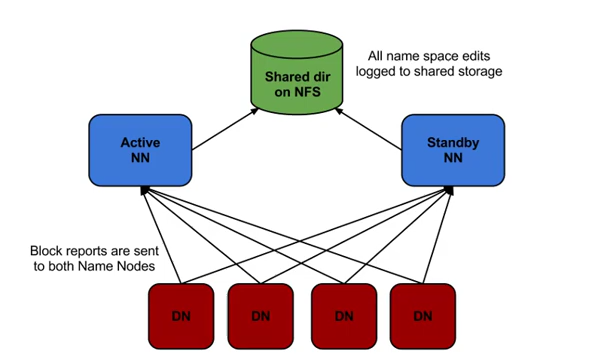 All name space edits
logged to shared storage
Shared dir
on NFS
Active
NN
Standby
NN
Block reports are sent
to both Name Nodes
DN
DN
DN
DN